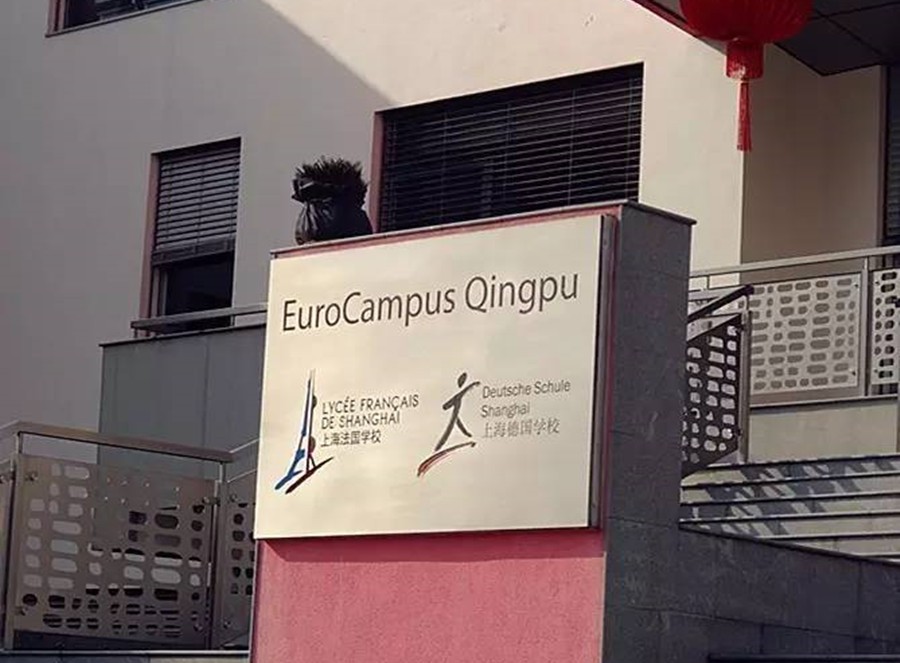 EuroCampus Qingpu
LYCÉE FRANÇAIS
DE SHANGHAI
上海法国学校
Deutsche Schule
Shanghai
上海德国学校